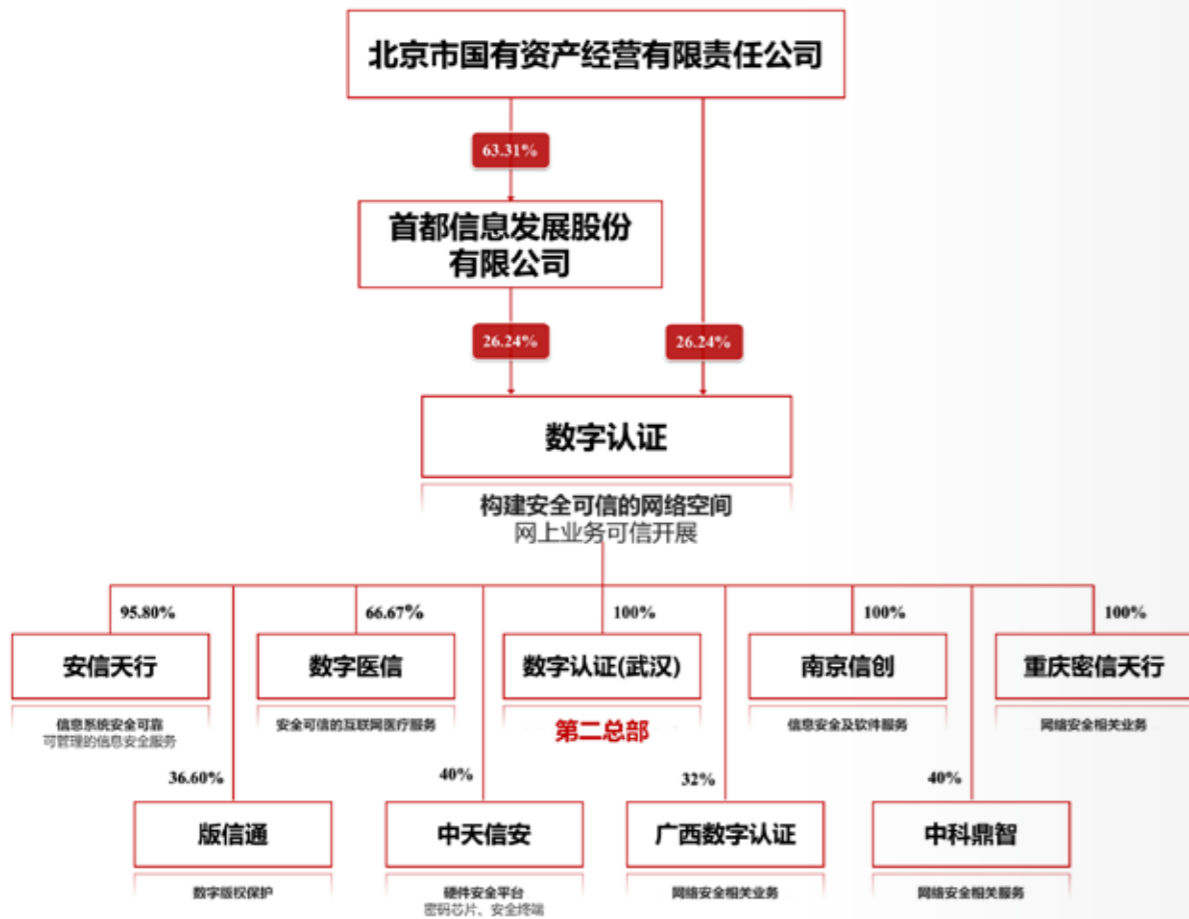 北京市国有资产经营有限责任公司
63.31%
首都信息发展股份
有限公司
26.24%
26.24%
数字认证
构建安全可信的网络空间
网上业务可信开展
95.80%
66.67%
100%
100%
100%
安信天行
数字医信
数字认证(武汉)
南京信创
重庆密信天行
信息系统安全可靠
可管理的信息安全服务
安全可信的互联网医疗服务
第二总部
信息安全及软件服务
网络安全相关业务
36.60%
40%
32%
40%
版信通
中天信安
广西数字认证
中科鼎智
数字版权保护
硬件安全平台
密码芯片、安全终端
网络安全相关业务
网络安全相关服务